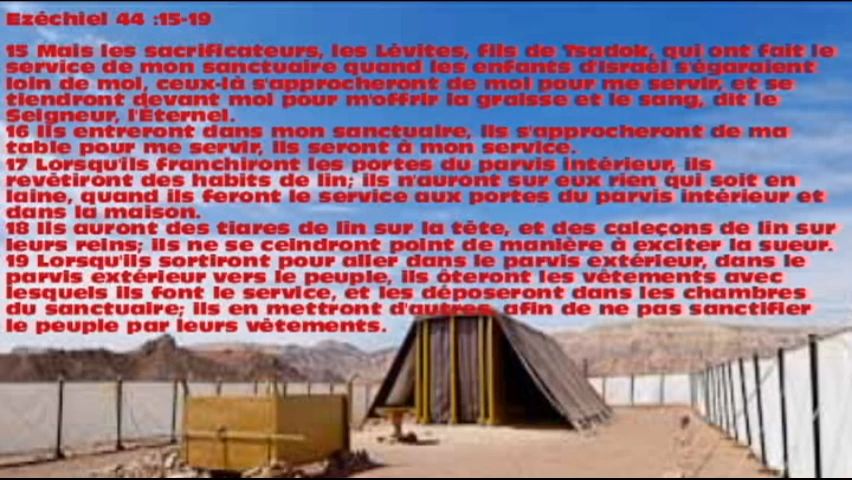 Ezéchiel 44 :15-19
15 Mais les sacrificateurs, les Lévites, fils de Tsadok, qui ont fait le
service de mon sanctuaire quand les enfants d'Israël s'égaraient
loin de moi, ceux-là s'approcheront de moi pour me servir, et se
tiendront devant moi pour m'offrir la graisse et le sang, dit le
Seigneur, l'Éternel.
16 Ils entreront dans mon sanctuaire, ils s'approcheront de ma
table pour me servir, ils seront à mon service.
17 Lorsqu'ils franchiront les portes du parvis intérieur, ils
revêtiront des habits de lin; ils n'auront sur eux rien qui soit en
laine, quand ils feront le service aux portes du parvis intérieur et
dans la maison.
18 Ils auront des tiares de lin sur la tête, et des caleçons de lin sur
leurs reins; ils ne se ceindront point de manière à exciter la sueur.
19 Lorsqu'ils sortiront pour aller dans le parvis extérieur, dans le
parvis extérieur vers le peuple, ils ôteront les vêtements avec
lesquels ils font le service, et les déposeront dans les chambres
du sanctuaire; ils en mettront d'autres, afin de ne pas sanctifier
le peuple par leurs vêtements.